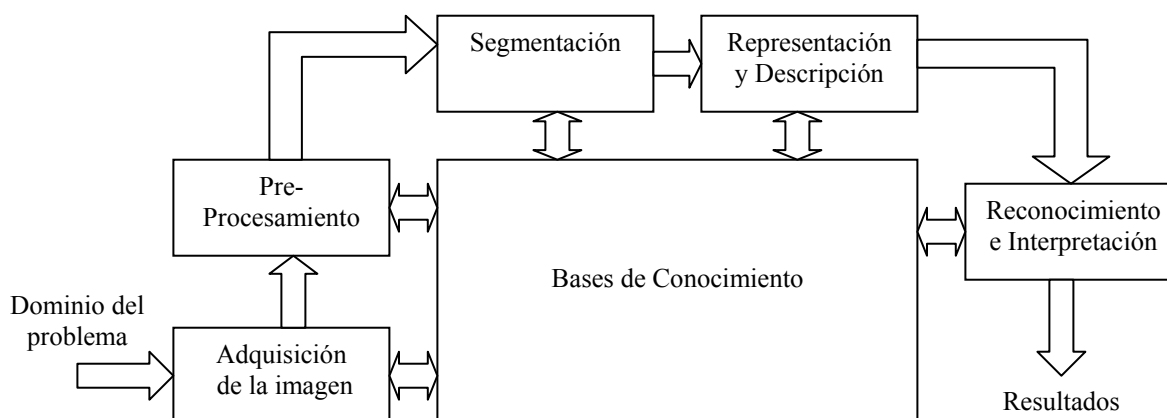 Segmentación
Representación
y Descripción
Pre-
Procesamiento
Reconocimiento
e Interpretación
Bases de Conocimiento
Dominio del
problema
Adquisición
de la imagen
Resultados